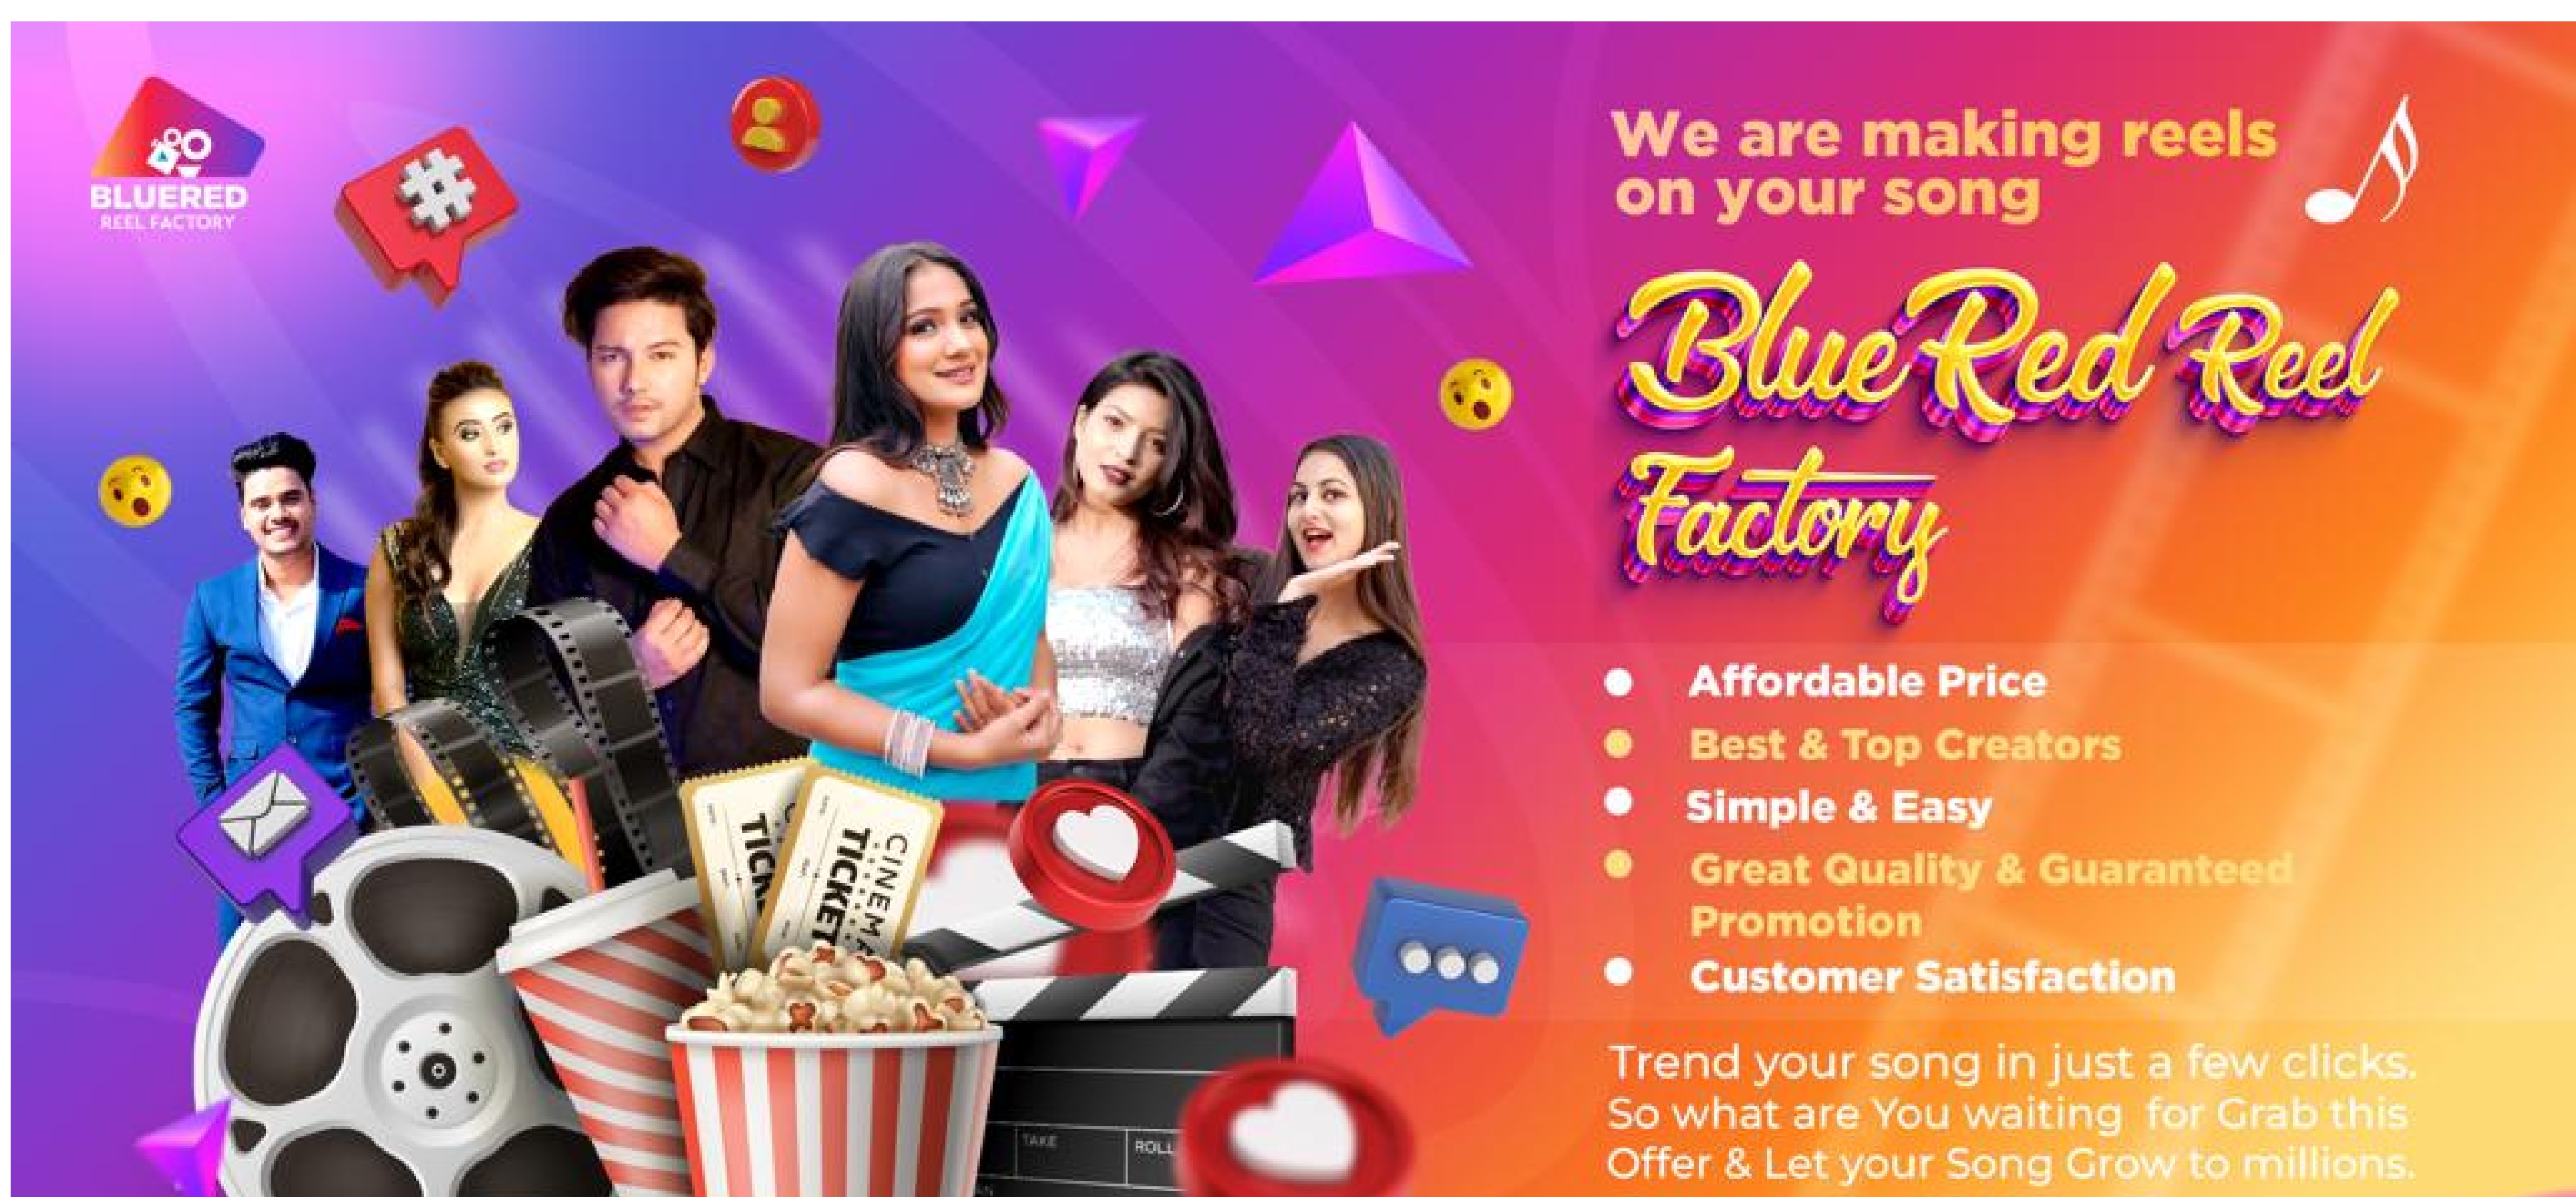 BLUERED
REEL FACTORY
We are making reels
on your song
BlueRed Reel
Factory
Affordable Price
Best & Top Creators
Simple & Easy
Great Quality & Guaranteed
Promotion
Customer Satisfaction
Trend your song in just a few clicks.
So what are You waiting for Grab this
Offer & Let your Song Grow to millions.
CINEMA
TICKET
TICK
TAKE
ROLL